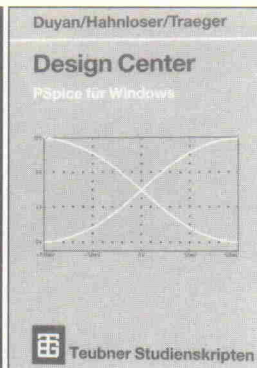 Duyan/Hahnloser/Traeger
Design Center
PSpice für Windows
Teubner Studienskripten